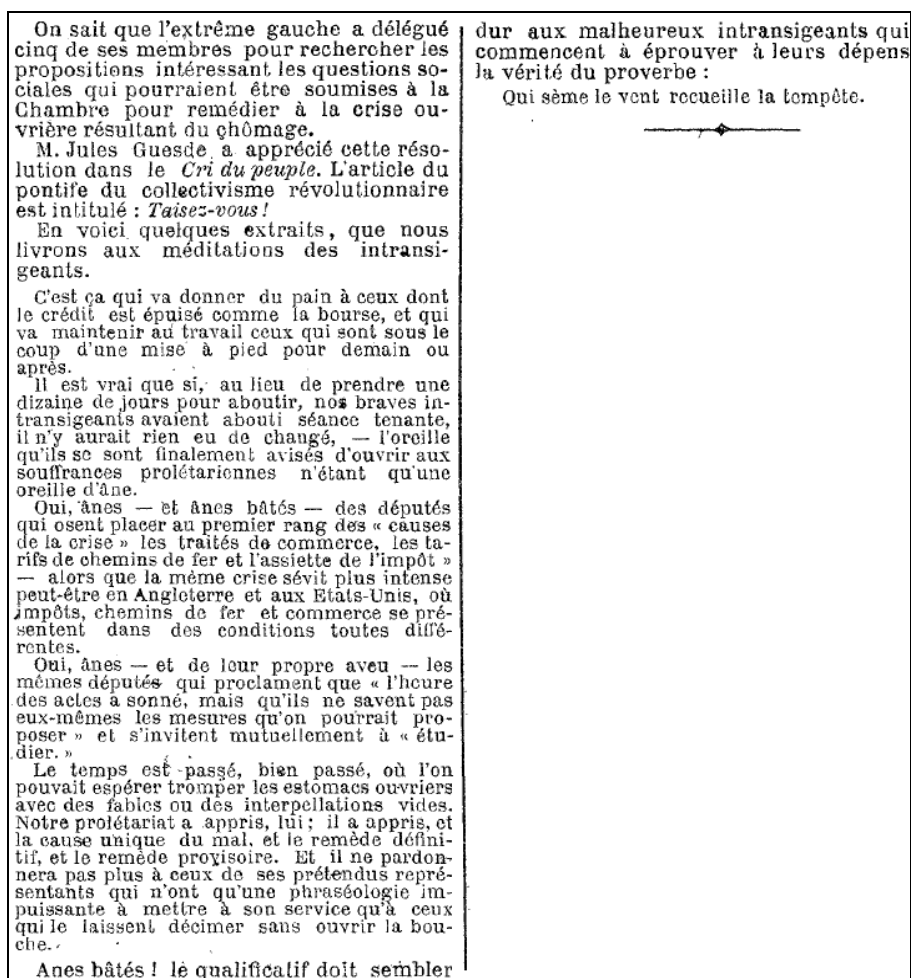 On sait que l'extrême gauche a délégué
cinq de ses membres pour rechercher les
propositions intéressant les questions so-
ciales qui pourraient être soumises à la
Chambre pour remédier à la crise ou-
vrière résultant du chômage.
M. Jules Guesde a apprécié cette réso-
lution dans le Cri du peuple. L'article du
pontife du collectivisme révolutionnaire
est intitulé : Taisez-vous !
En voici quelques extraits, que nous
livrons aux méditations des intransi-
geants.
C'est ça qui va donner du pain à ceux dont
le crédit est épuisé comme la bourse, et qui
va maintenir au travail ceux qui sont sous le
coup d'une mise à pied pour demain ou
après.
Il est vrai que si, au lieu de prendre une
dizaine de jours pour aboutir, nos braves in-
transigeants avaient abouti séance tenante,
il n'y aurait rien eu de changé, — l'oreille
qu'ils se sont finalement avisés d'ouvrir aux
souffrances prolétariennes n'étant qu'une
oreille d'âne.
Oui, ânes — et ânes bâtés — des députés
qui osent placer au premier rang des « causes
de la crise » les traités de commerce, les ta-
rifs de chemins de fer et l'assiette de l'impôt »
— alors que la même crise sévit plus intense
peut-être en Angleterre et aux Etats-Unis, où
impôts, chemins de fer et commerce se pré-
sentent dans des conditions toutes diffé-
rentes.
Oui, ânes — et de leur propre aveu — les
mêmes députés qui proclament que « l'heure
des actes a sonné, mais qu'ils ne savent pas
eux-mêmes les mesures qu'on pourrait pro-
poser » et s'invitent mutuellement à « étu-
dier. »
Le temps est passé, bien passé, où l'on
pouvait espérer tromper les estomacs ouvriers
avec des fables ou des interpellations vides.
Notre prolétariat a appris, lui ; il a appris, et
la cause unique du mal, et le remède défini-
tif, et le remède provisoire. Et il ne pardon-
nera pas plus à ceux de ses prétendus repré-
sentants qui n'ont qu'une phraséologie im-
puissante à mettre à son service qu'à ceux
qui le laissent décimer sans ouvrir la bou-
che.
Anes bâtés ! le qualificatif doit sembler
dur aux malheureux intransigeants qui
commencent à éprouver à leurs dépens
la vérité du proverbe :
Qui sème le vent recueille la tempête.